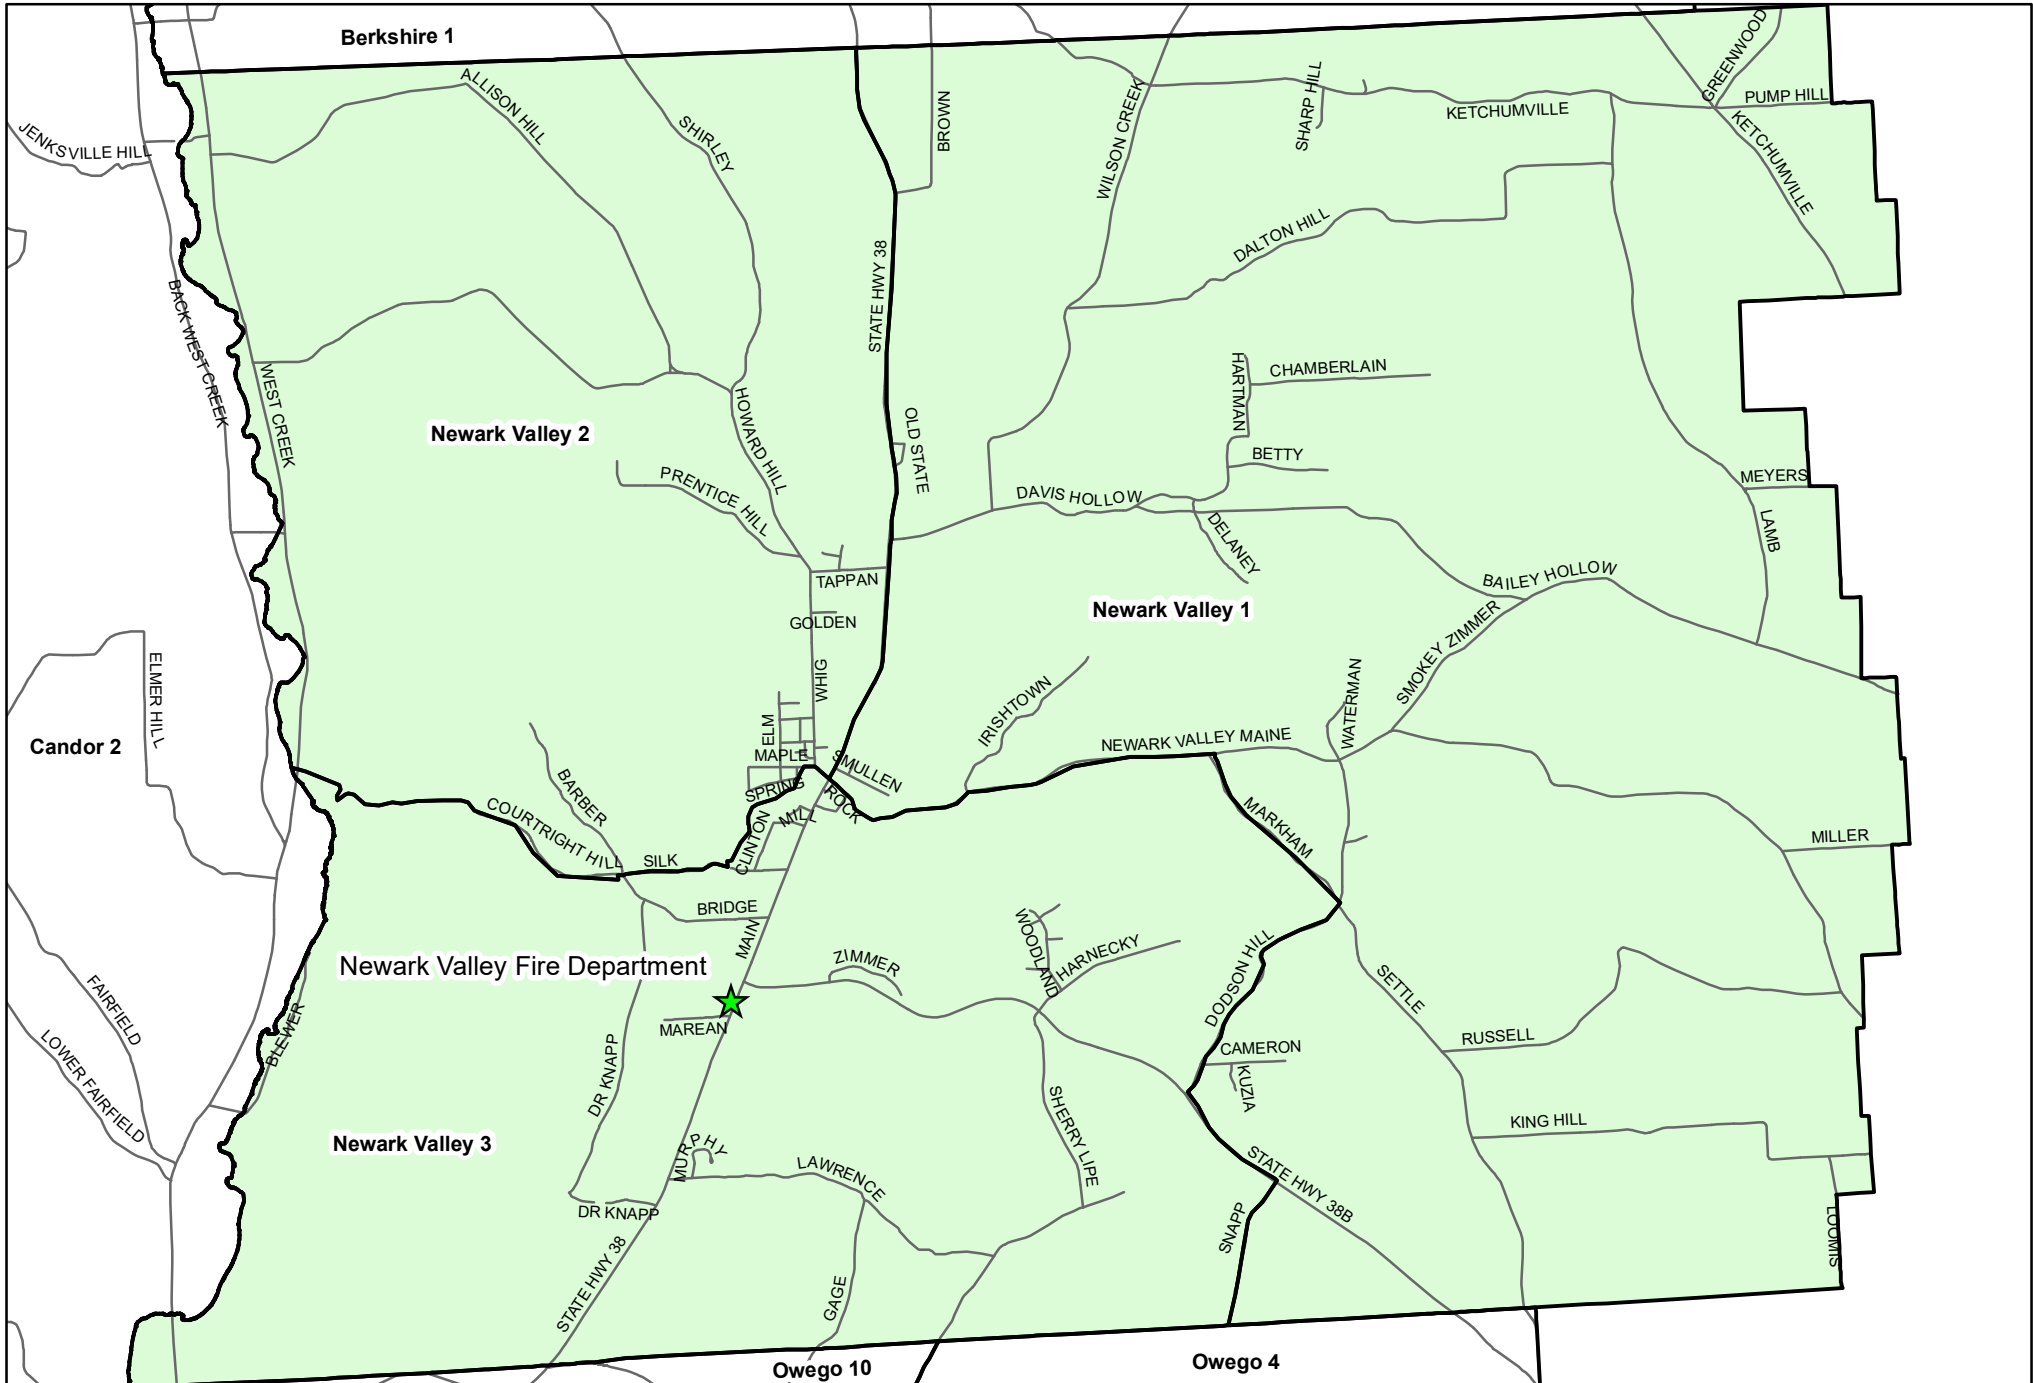 Berkshire 1
GREENWOOD
ALLISON HILL
SHIRLEY
BROWN
WILSON CREEK
SHARP HILL
KETCHUMVILLE
PUMP HILL
KETCHUMVILLE
JENKSVILLE HILL
DALTON HILL
STATE HWY 38
BACK WEST CREEK
WEST CREEK
HARTMAN
CHAMBERLAIN
HOWARD HILL
OLD STATE
Newark Valley 2
BETTY
PRENTICE HILL
DAVIS HOLLOW
MEYERS
DELANEY
LAMB
TAPPAN
BAILEY HOLLOW
GOLDEN
Newark Valley 1
SMOKEY ZIMMER
WHIG
ELMER HILL
IRISHTOWN
WATERMAN
ELM
Candor 2
MAPLE
SMULLEN
NEWARK VALLEY MAINE
BARBER
SPRING
ROCK
COURTRIGHT HILL
MILL
MARKHAM
CLINTON
SILK
MILLER
BRIDGE
MAIN
WOODLAND
HARNECKY
Newark Valley Fire Department
ZIMMER
DODSON HILL
SETTLE
FAIRFIELD
MAREAN
BLEWER
LOWER FAIRFIELD
DR KNAPP
CAMERON
RUSSELL
KUZIA
SHERRY LIPE
Newark Valley 3
MURPHY
KING HILL
LAWRENCE
STATE HWY 38B
DR KNAPP
SNAPP
LOOMIS
STATE HWY 38
GAGE
Owego 10
Owego 4